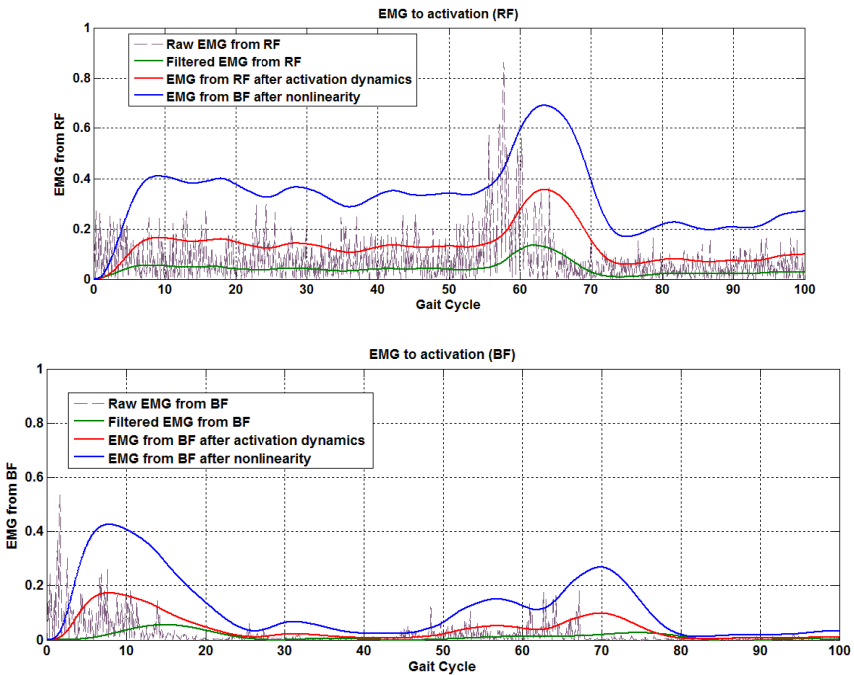 EMG to activation (RF)
1
0.8
0.6
0.4
0.2
0
EMG from RF
Raw EMG from RF
Filtered EMG from RF
EMG from RF after activation dynamics
EMG from BF after nonlinearity
0 10 20 30 40 50 60 70 80 90 100
Gait Cycle
EMG to activation (BF)
1
0.8
0.6
0.4
0.2
0
EMG from BF
Raw EMG from BF
Filtered EMG from BF
EMG from BF after activation dynamics
EMG from BF after nonlinearity
0 10 20 30 40 50 60 70 80 90 100
Gait Cycle